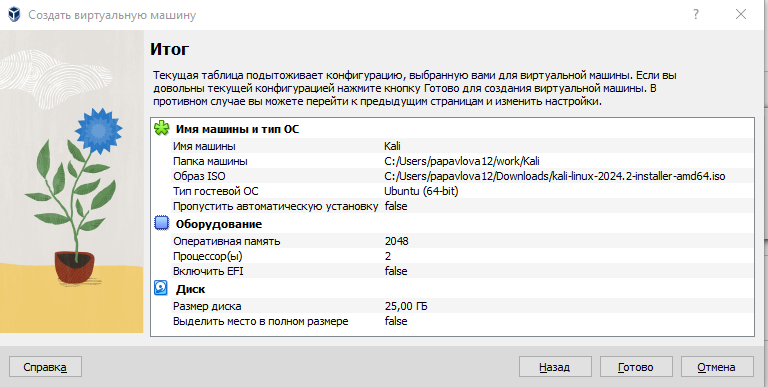 Создать виртуальную машину
Итог
Текущая таблица подытоживает конфигурацию, выбранную вами для виртуальной машины. Если вы
довольны текущей конфигурацией нажмите кнопку Готово для создания виртуальной машины. В
противном случае вы можете перейти к предыдущим страницам и изменить настройки.
Имя машины и тип ОС
Имя машины Kali
Папка машины C:/Users/papavlova12/work/Kali
Образ ISO C:/Users/papavlova12/Downloads/kali-linux-2024.2-installer-amd64.iso
Тип гостевой ОС Ubuntu (64-bit)
Пропустить автоматическую установку false
Оборудование
Оперативная память 2048
Процессор(ы) 2
Включить EFI false
Диск
Размер диска 25,00 ГБ
Выделить место в полном размере false
Справка Назад Готово Отмена